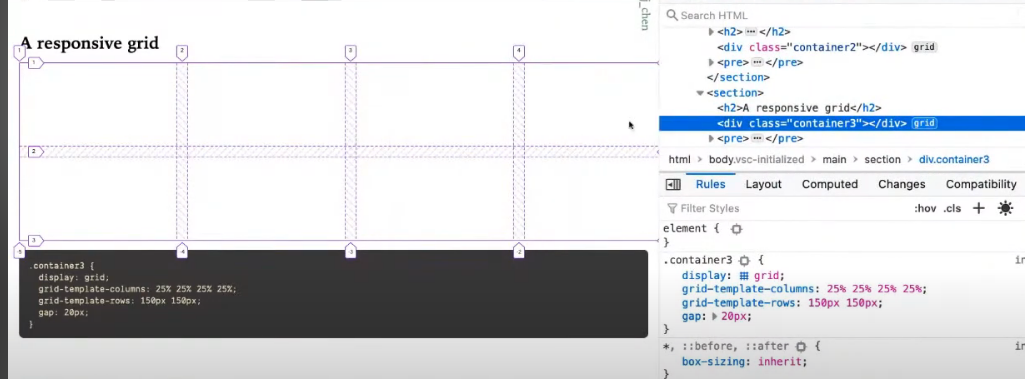 i_chen
A responsive grid
1 2 3 4
1
2
3
-5 -4 -3 -2
.container3 {
display: grid;
grid-template-columns: 25% 25% 25% 25%;
grid-template-rows: 150px 150px;
gap: 20px;
}
Search HTML
<h2> ••• </h2>
<div class="container2"></div> grid
<pre> ••• </pre>
</section>
<section>
<h2>A responsive grid</h2>
<div class="container3"></div> grid
<pre> ••• </pre>
html > body.vsc-initialized > main > section > div.container3
Rules Layout Computed Changes Compatibility
Filter Styles :hov .cls +
element {
}
.container3 { in
display: grid;
grid-template-columns: 25% 25% 25% 25%;
grid-template-rows: 150px 150px;
gap: 20px;
}
*, ::before, ::after { in
box-sizing: inherit;
}